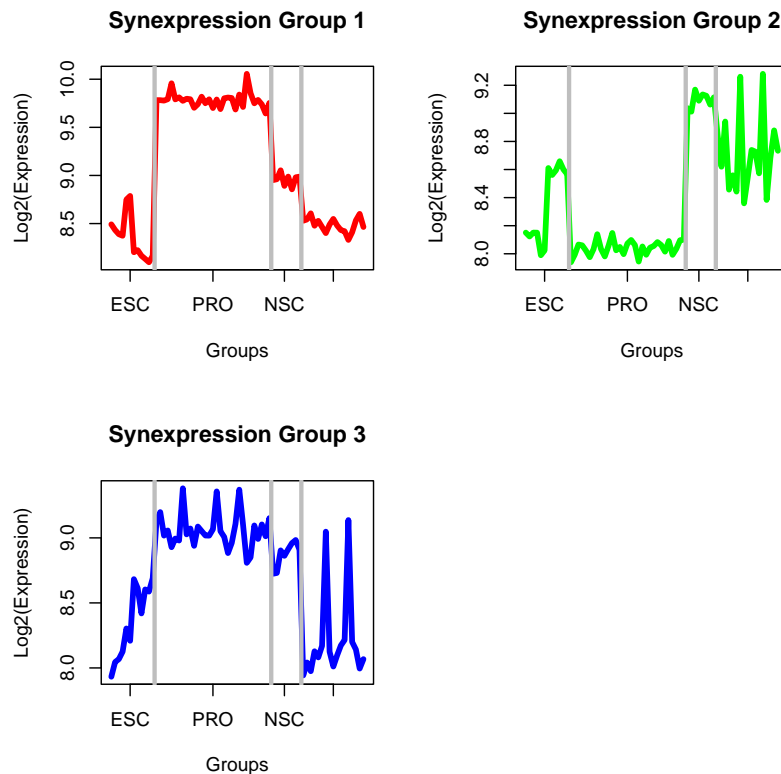 Synexpression Group 1
Log2(Expression)
10.0
9.5
9.0
8.5
ESC PRO NSC
Groups
Synexpression Group 2
Log2(Expression)
9.2
8.8
8.4
8.0
ESC PRO NSC
Groups
Synexpression Group 3
Log2(Expression)
9.0
8.5
8.0
ESC PRO NSC
Groups